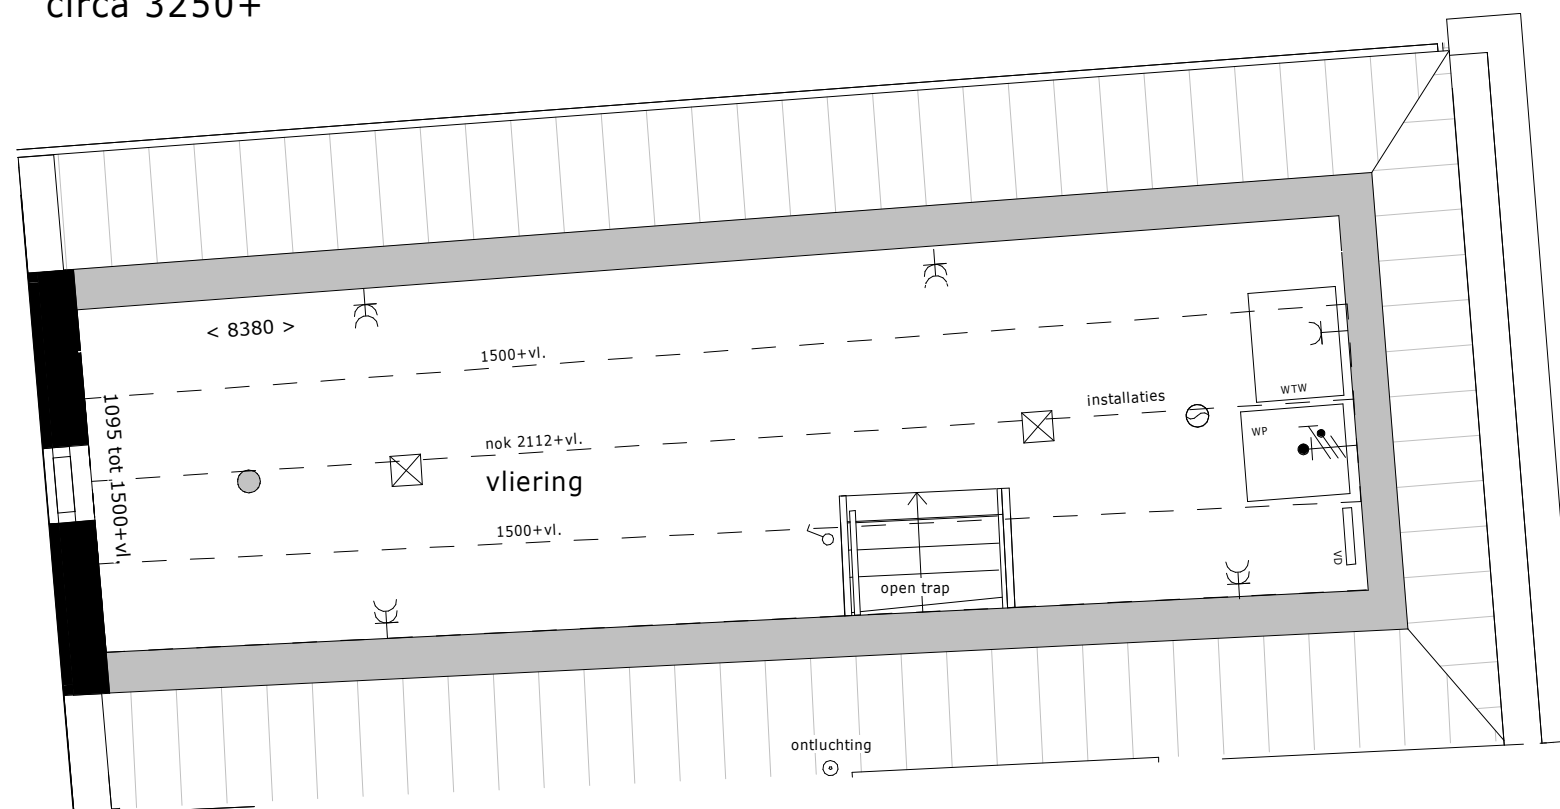 circa 3250+
< 8380 >
1500+vl.
1095 tot 1500+vl.
installaties
WTW
WP
nok 2112+vl.
vliering
1500+vl.
VD
open trap
ontluchting